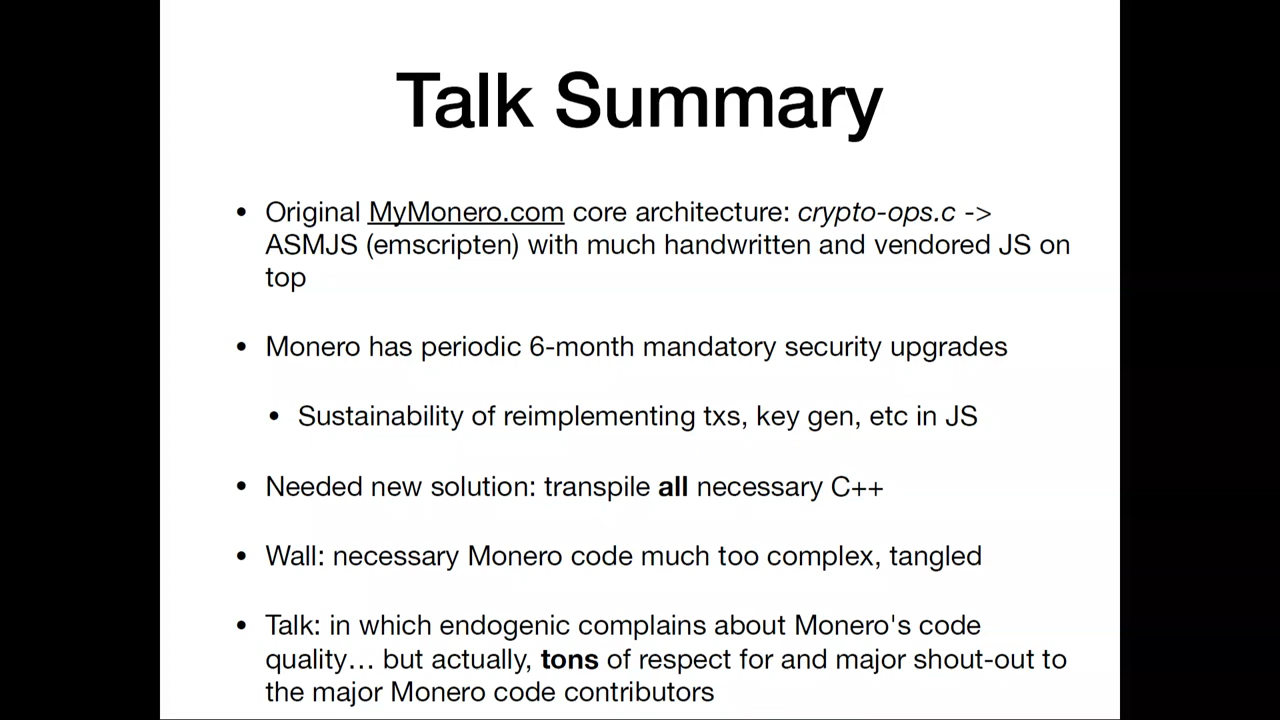 Talk Summary
• Original MyMonero.com core architecture: crypto-ops.c ->
ASMJS (emscripten) with much handwritten and vendored JS on
top
• Monero has periodic 6-month mandatory security upgrades
• Sustainability of reimplementing txs, key gen, etc in JS
• Needed new solution: transpile all necessary C++
• Wall: necessary Monero code much too complex, tangled
• Talk: in which endogenic complains about Monero's code
quality… but actually, tons of respect for and major shout-out to
the major Monero code contributors